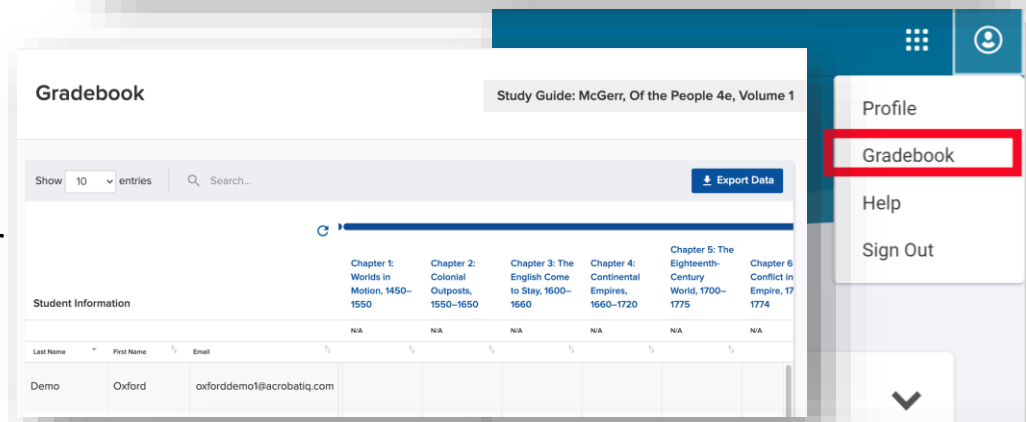 Gradebook
Study Guide: McGerr, Of the People 4e, Volume 1
Show 10 entries
Search...
Export Data
Student Information
Chapter 1:
Worlds in
Motion, 1450–
1550
Chapter 2:
Colonial
Outposts,
1550–1650
Chapter 3: The
English Come
to Stay, 1600–
1660
Chapter 4:
Continental
Empires,
1660–1720
Chapter 5: The
Eighteenth-
Century
World, 1700–
1775
Chapter 6
Conflict in
Empire, 17
1774
N/A N/A N/A N/A N/A N/A
Last Name First Name Email
Demo Oxford oxforddemo1@acrobatiq.com
Profile
Gradebook
Help
Sign Out